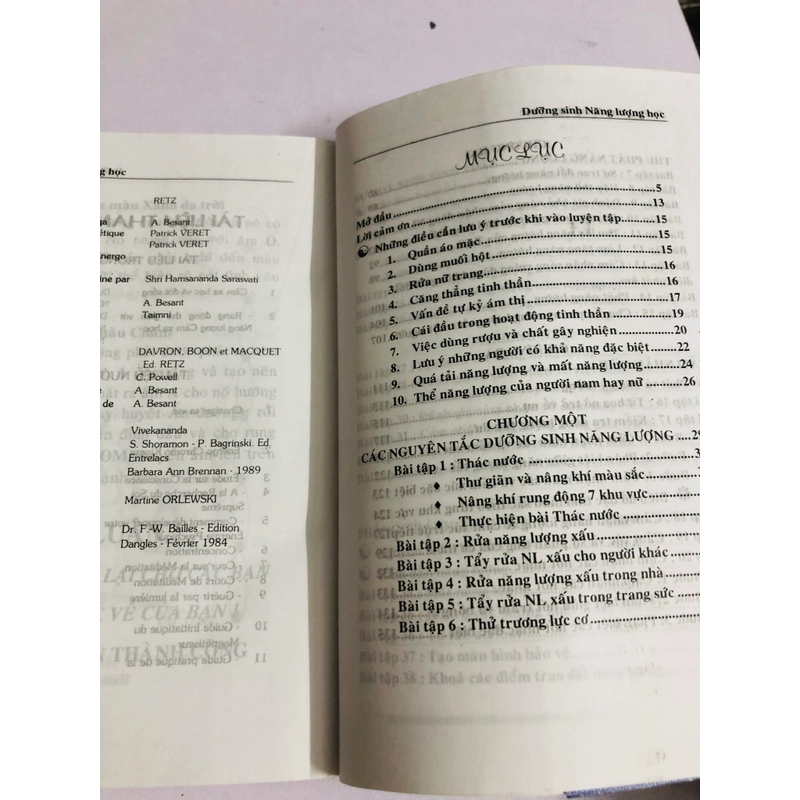 ng học
RETZ
ga A. Besant
étique Patrick VERET
Patrick VERET
nergo
ine par Shri Hamsananda Sarasvati
A. Besant
Taimni
DAVRON, BOON et MACQUET
Ed. RETZ
C. Powell
e A. Besant
de A. Besant
Vivekananda
S. Shoramon - P. Bagrinski. Ed.
Entrelacs
Barbara Ann Brennan - 1989
Martine ORLEWSKI
Dr. F.-W. Bailles - Edition
Dangles - Février 1984
Dưỡng sinh Năng lượng học
MỤC LỤC
Mở đầu 5
Lời cảm ơn 13
Những điều cần lưu ý trước khi vào luyện tập 15
1. Quần áo mặc 15
2. Dùng muối hột 15
3. Rửa nữ trang 15
4. Căng thẳng tinh thần 16
5. Vấn đề tự kỷ ám thị 16
6. Cái đầu trong hoạt động tinh thần 17
7. Việc dùng rượu và chất gây nghiện 19
8. Lưu ý những người có khả năng đặc biệt 20
9. Quá tải năng lượng và mất năng lượng 22
10. Thể năng lượng của người nam hay nữ 24
26
CHƯƠNG MỘT
CÁC NGUYÊN TẮC DƯỠNG SINH NĂNG LƯỢNG 29
Bài tập 1 : Thác nước 3
♦ Thư giãn và nâng khí màu sắc
♦ Nâng khí rung động 7 khu vực
♦ Thực hiện bài Thác nước
Bài tập 2 : Rửa năng lượng xấu
Bài tập 3 : Tẩy rửa NL xấu cho người khác
Bài tập 4 : Rửa năng lượng xấu trong nhà
Bài tập 5 : Tẩy rửa NL xấu trong trang sức
Bài tập 6 : Thử trương lực cơ